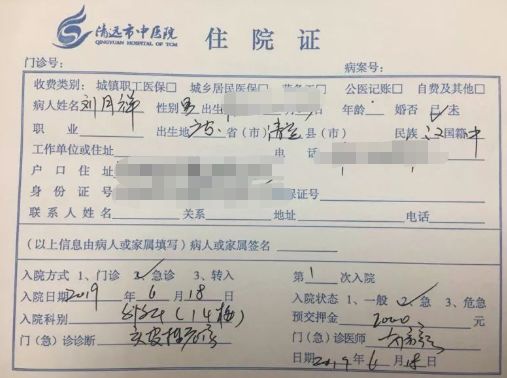 清远市中医院 住院证
QINGYUAN HOSPITAL OF TCM
门诊号： 病案号：
收费类别：城镇职工医保□ 城乡居民医保□ 公医记账□ 自费及其他□
病人姓名 刘月祥 性别 男 出生 年龄 婚否 已/未
职业 出生地 广东 省（市） 清远 县（市） 民族 汉 国籍 中
工作单位或住址 电话
户口住址
身份证号 保证号
联系人姓名 关系 地址 电话
（以上信息由病人或家属填写）病人或家属签名
入院方式 1、门诊 2、急诊 3、转入 第 1 次入院
入院日期 2019 年 6 月 18 日 入院状态：1、一般 2、急 3、危急
入院科别 （14楼） 预交押金 2000 元
门（急）诊诊断 门（急）诊医师
日期 2019 年 6 月 18 日